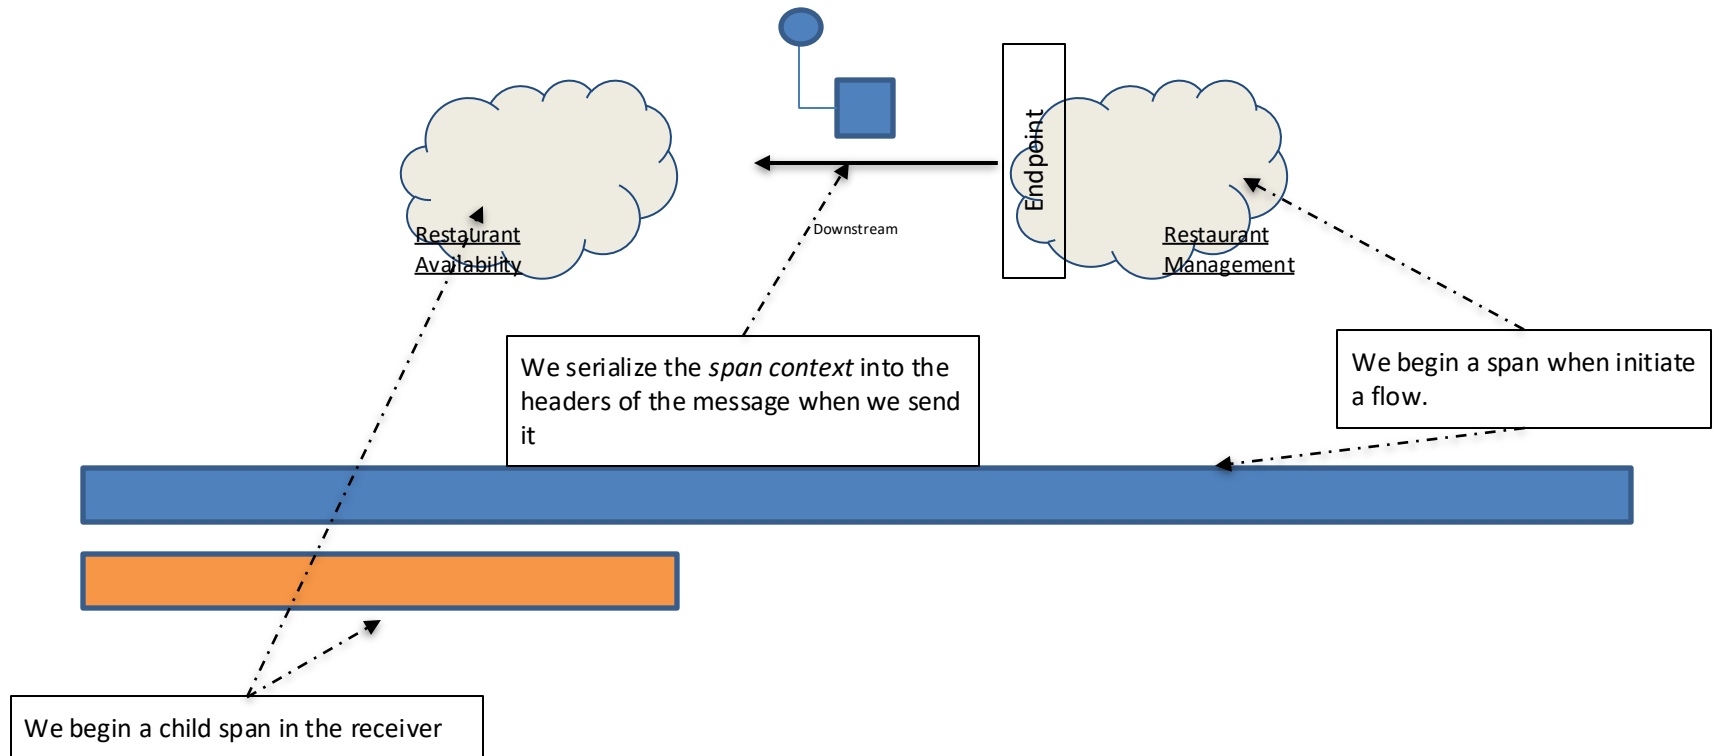 Endpoint
Restaurant
Availability
Downstream
Restaurant
Management
We serialize the span context into the
headers of the message when we send
it
We begin a span when initiate
a flow.
We begin a child span in the receiver